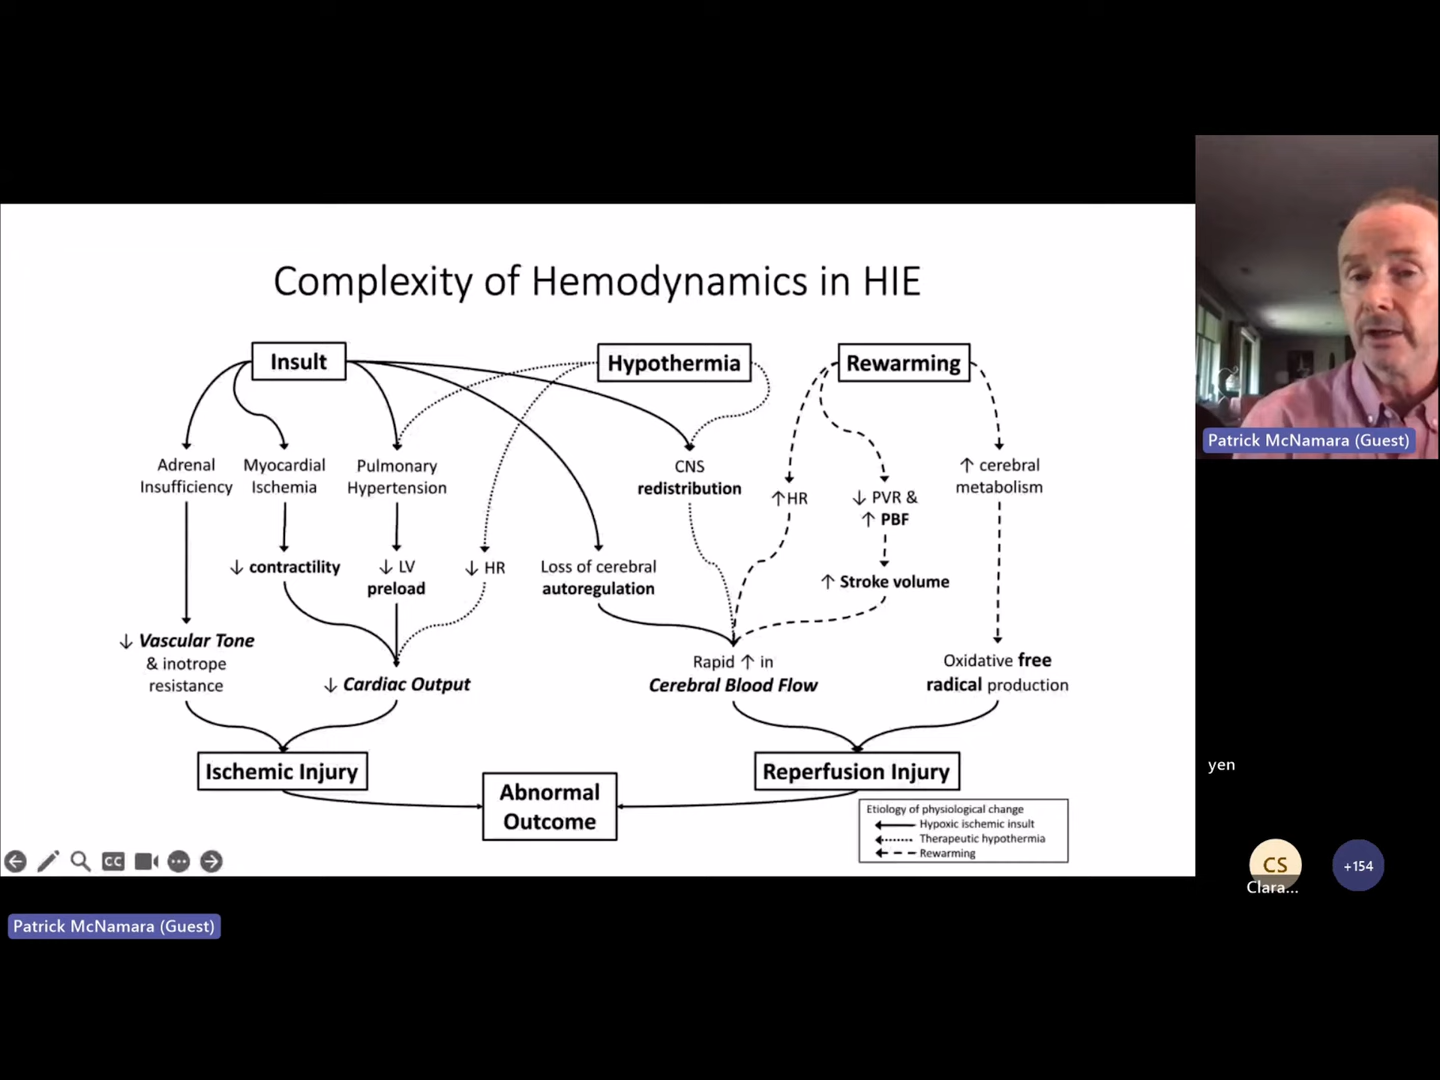 Complexity of Hemodynamics in HIE
Insult
Hypothermia
Rewarming
Adrenal
Insufficiency
Myocardial
Ischemia
Pulmonary
Hypertension
CNS
redistribution
↑HR
↓ PVR &
↑ PBF
↑ cerebral
metabolism
↓ contractility
↓ LV
preload
↓ HR
Loss of cerebral
autoregulation
↑ Stroke volume
↓ Vascular Tone
& inotrope
resistance
↓ Cardiac Output
Rapid ↑ in
Cerebral Blood Flow
Oxidative free
radical production
Ischemic Injury
Reperfusion Injury
Abnormal
Outcome
Etiology of physiological change
Hypoxic ischemic insult
Therapeutic hypothermia
Rewarming
CC
Patrick McNamara (Guest)
Patrick McNamara (Guest)
yen
CS
Clara...
+154